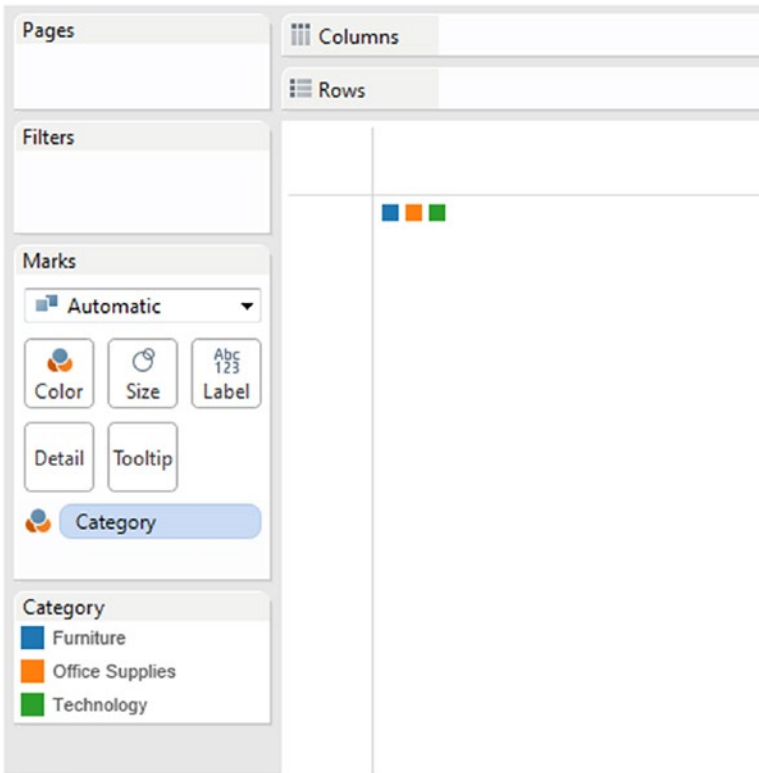 Pages
Columns
Rows
Filters
Marks
Automatic
Abc
123
Color
Size
Label
Detail
Tooltip
Category
Category
Furniture
Office Supplies
Technology